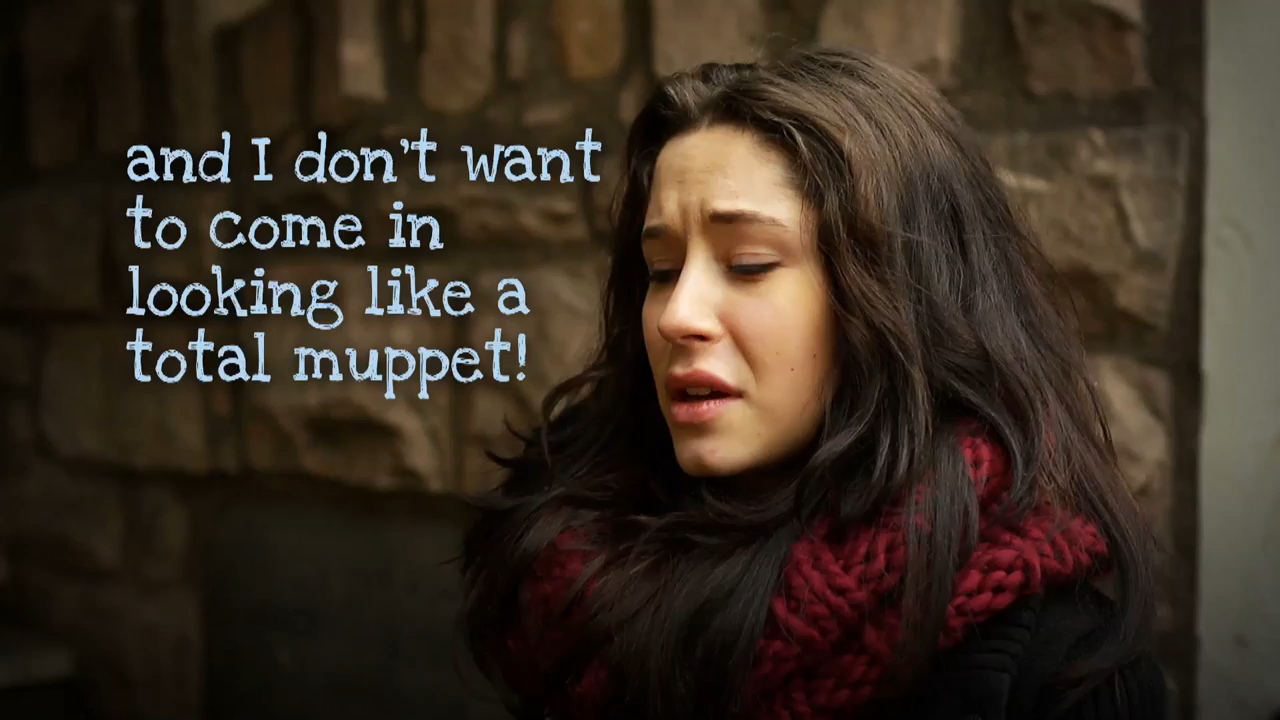 and I don't want
to come in
looking like a
total muppet!